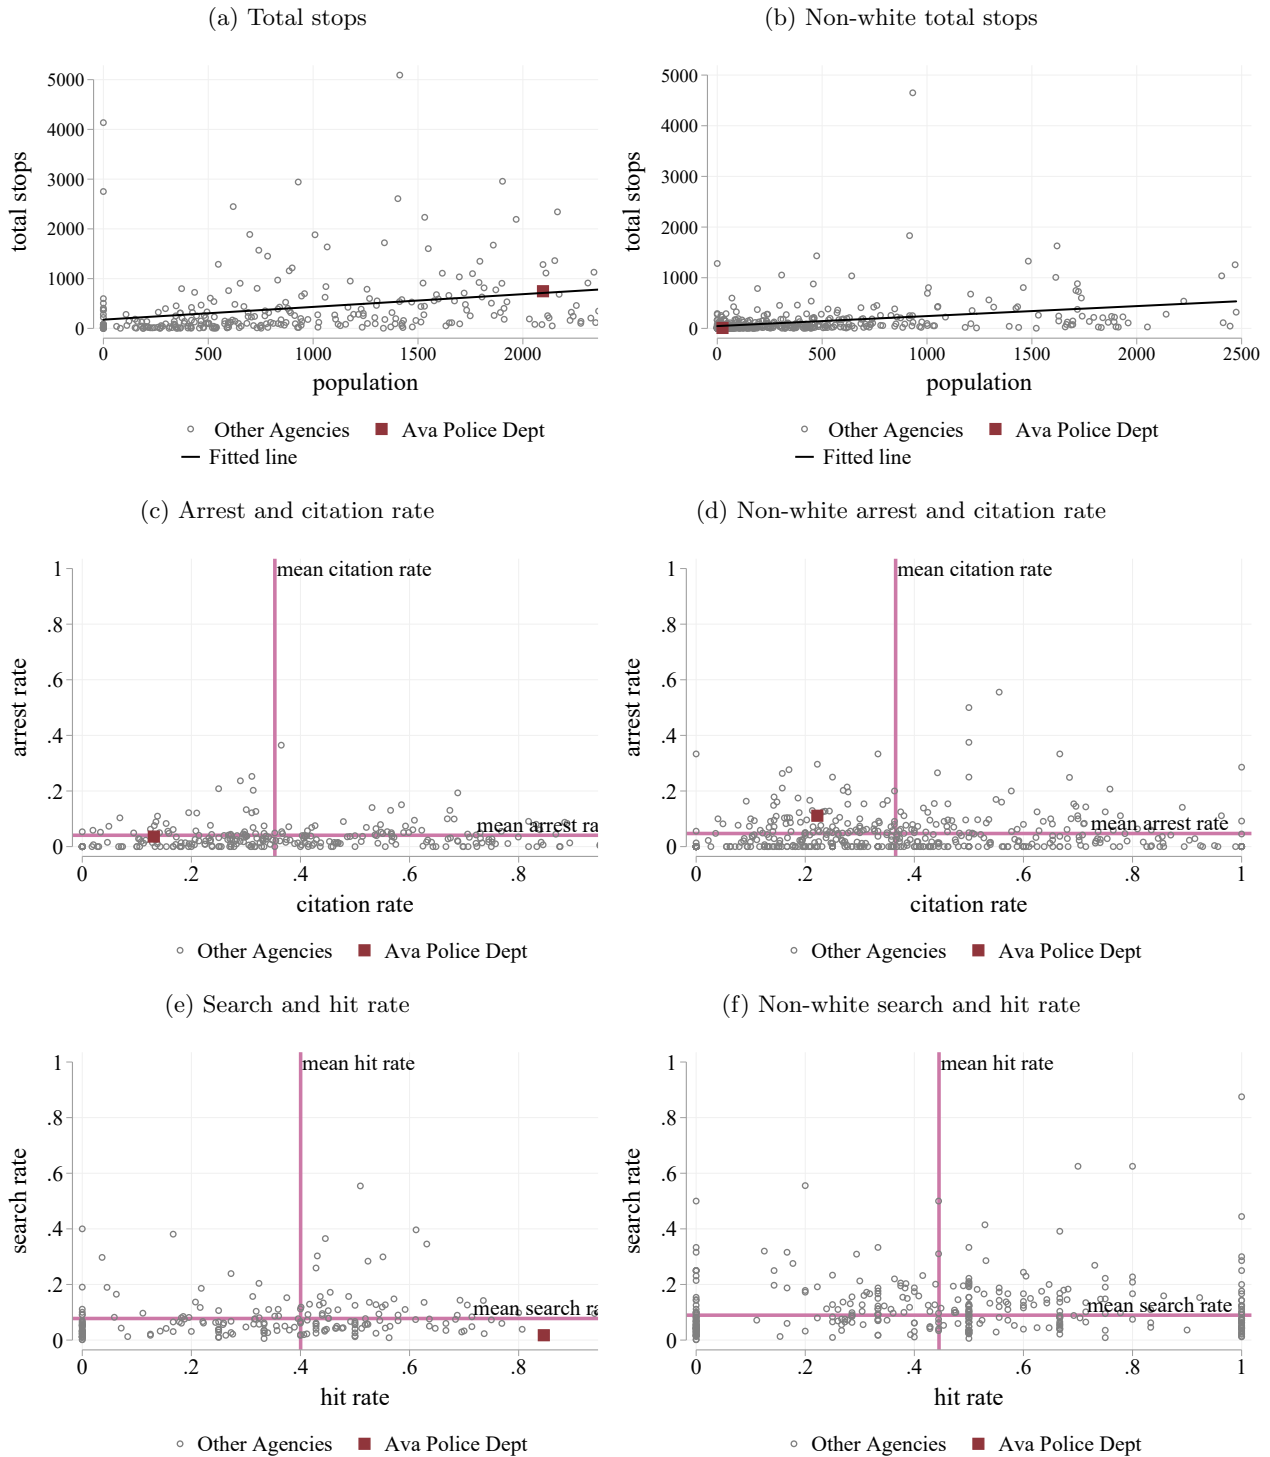 (a) Total stops
(b) Non-white total stops
total stops
5000
4000
3000
2000
1000
0
0 500 1000 1500 2000
population
Other Agencies Ava Police Dept
Fitted line
total stops
5000
4000
3000
2000
1000
0
0 500 1000 1500 2000 2500
population
Other Agencies Ava Police Dept
Fitted line
(c) Arrest and citation rate
(d) Non-white arrest and citation rate
arrest rate
1
.8
.6
.4
.2
0
mean citation rate
mean arrest ra
0 .2 .4 .6 .8
citation rate
Other Agencies Ava Police Dept
arrest rate
1
.8
.6
.4
.2
0
mean citation rate
mean arrest rate
0 .2 .4 .6 .8 1
citation rate
Other Agencies Ava Police Dept
(e) Search and hit rate
(f) Non-white search and hit rate
search rate
1
.8
.6
.4
.2
0
mean hit rate
mean search ra
0 .2 .4 .6 .8
hit rate
Other Agencies Ava Police Dept
search rate
1
.8
.6
.4
.2
0
mean hit rate
mean search rate
0 .2 .4 .6 .8 1
hit rate
Other Agencies Ava Police Dept